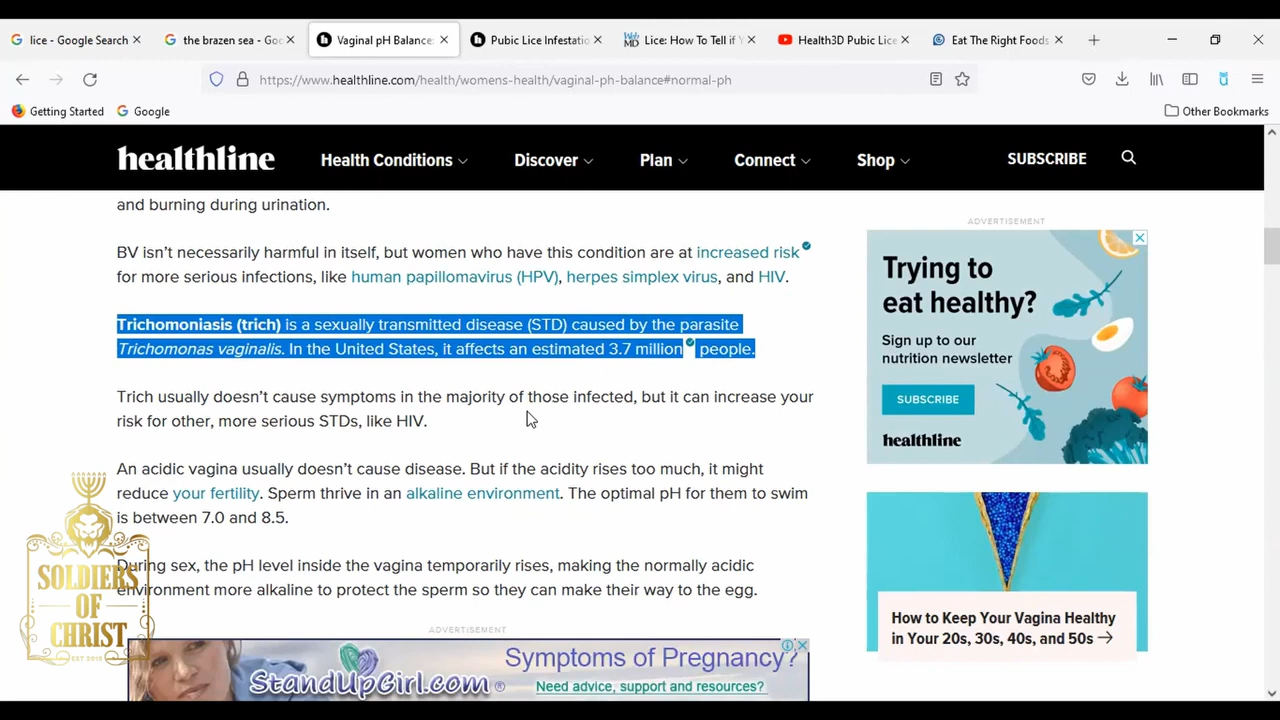 lice - Google Search
the brazen sea - Goo
Vaginal pH Balance:
Pubic Lice Infestatio
WebMD
Lice: How To Tell if Y
Health3D Pubic Lice
Eat The Right Foods
https://www.healthline.com/health/womens-health/vaginal-ph-balance#normal-ph
Getting Started
Google
Other Bookmarks
healthline
Health Conditions
Discover
Plan
Connect
Shop
SUBSCRIBE
and burning during urination.
BV isn't necessarily harmful in itself, but women who have this condition are at increased risk
for more serious infections, like human papillomavirus (HPV), herpes simplex virus, and HIV.
Trichomoniasis (trich) is a sexually transmitted disease (STD) caused by the parasite
Trichomonas vaginalis. In the United States, it affects an estimated 3.7 million people.
Trich usually doesn't cause symptoms in the majority of those infected, but it can increase your
risk for other, more serious STDs, like HIV.
An acidic vagina usually doesn't cause disease. But if the acidity rises too much, it might
reduce your fertility. Sperm thrive in an alkaline environment. The optimal pH for them to swim
is between 7.0 and 8.5.
During sex, the pH level inside the vagina temporarily rises, making the normally acidic
environment more alkaline to protect the sperm so they can make their way to the egg.
ADVERTISEMENT
Symptoms of Pregnancy?
StandUpGirl.com ®
Need advice, support and resources?
ADVERTISEMENT
Trying to
eat healthy?
Sign up to our
nutrition newsletter
SUBSCRIBE
healthline
How to Keep Your Vagina Healthy
in Your 20s, 30s, 40s, and 50s
SOLDIERS
OF
CHRIST